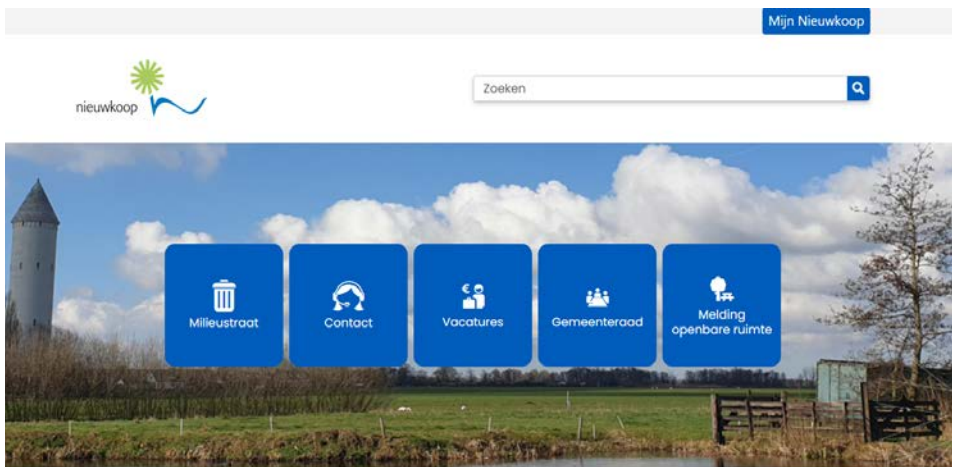 Mijn Nieuwkoop
nieuwkoop
Zoeken
Milieustraat
Contact
Vacatures
Gemeenteraad
Melding
openbare ruimte